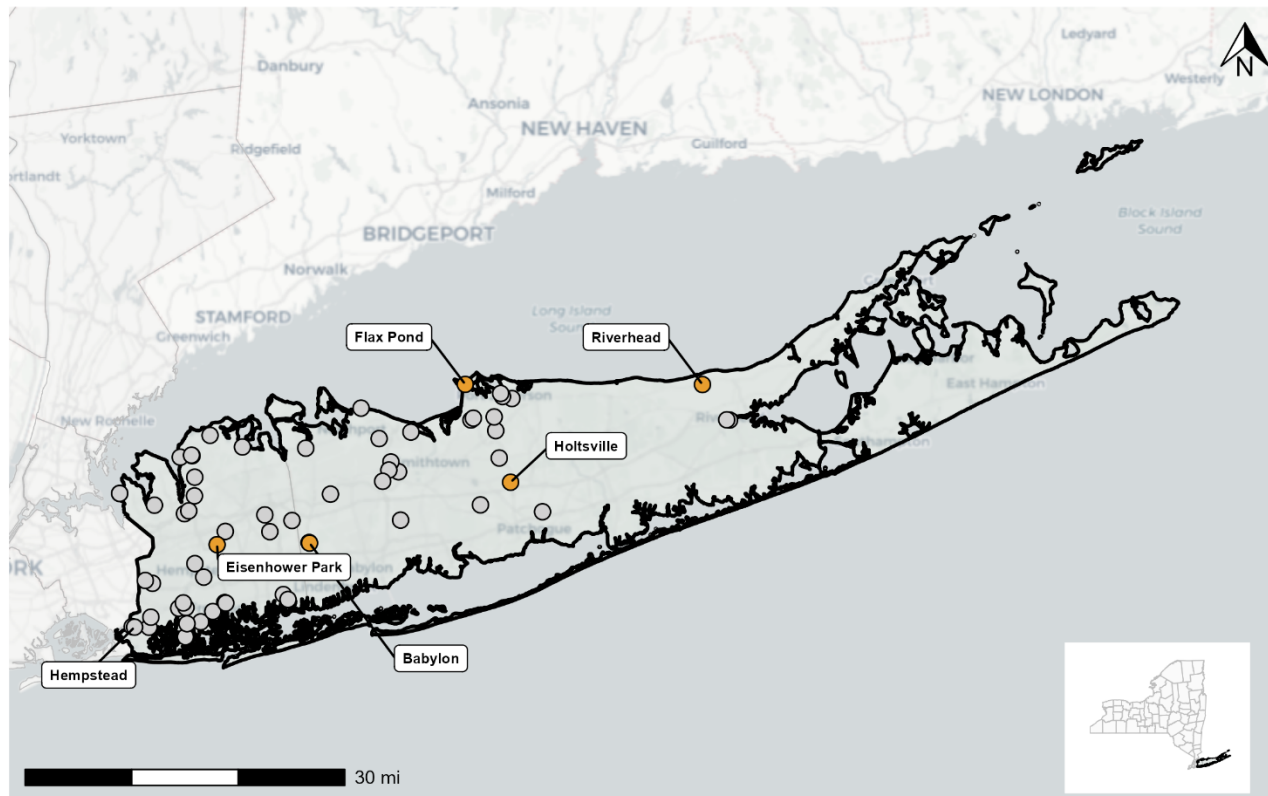 Ledyard
Danbury
Westerly
N
Ansonia
NEW LONDON
NEW HAVEN
Yorktown
Guilford
Ridgefield
Milford
Block Island
Sound
BRIDGEPORT
Norwalk
Long Island
STAMFORD
Greenwich
Flax Pond
Riverhead
East Hampton
New Rochelle
Holtsville
Patchogue
Eisenhower Park
Babylon
Hempstead
30 mi